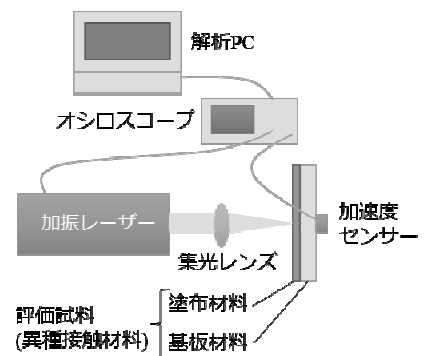 解析PC
オシロスコープ
加振レーザー
加速度
センサー
集光レンズ
評価試料
(異種接触材料)
塗布材料
基板材料